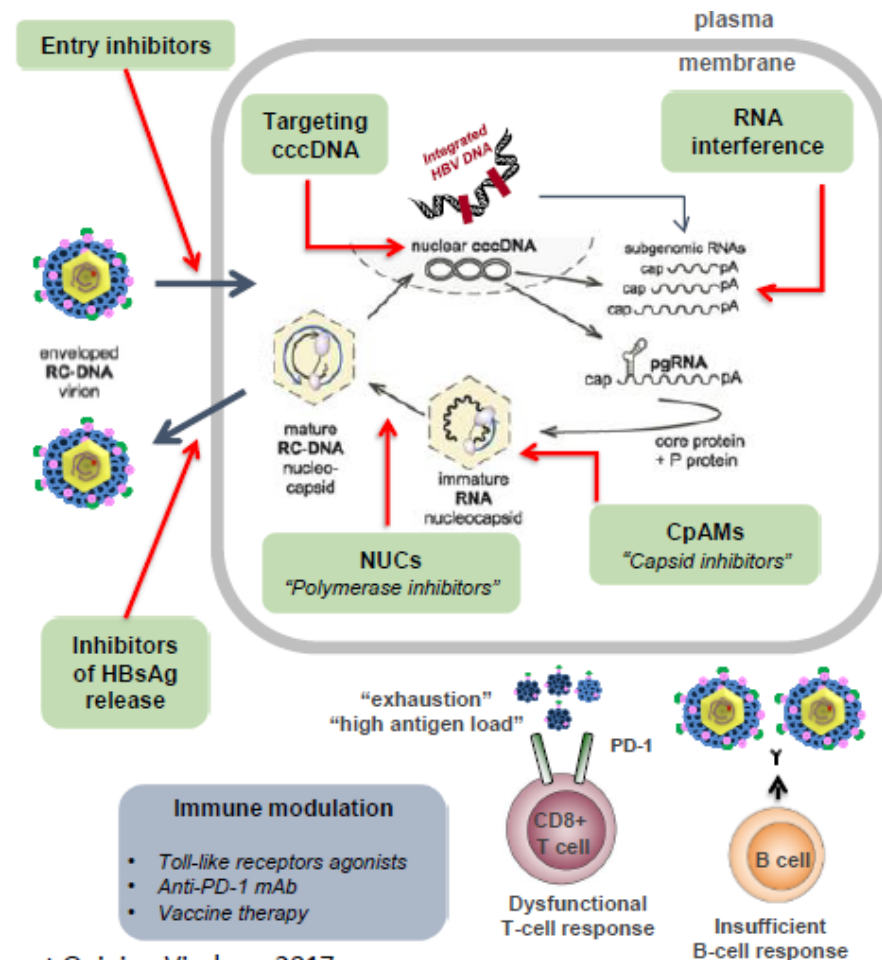 plasma
membrane
Entry inhibitors
Targeting
cccDNA
Integrated
HBV DNA
RNA
interference
nuclear cccDNA
subgenomic RNAs
cap pA
cap pA
cap pA
enveloped
RC-DNA
virion
pgRNA
cap pA
mature
RC-DNA
nucleo-
capsid
immature
RNA
nucleocapsid
core protein
+ P protein
NUCs
"Polymerase inhibitors"
CpAMs
"Capsid inhibitors"
Inhibitors
of HBsAg
release
"exhaustion"
"high antigen load"
PD-1
CD8+
T cell
Dysfunctional
T-cell response
Y
B cell
Insufficient
B-cell response
Immune modulation
• Toll-like receptors agonists
• Anti-PD-1 mAb
• Vaccine therapy